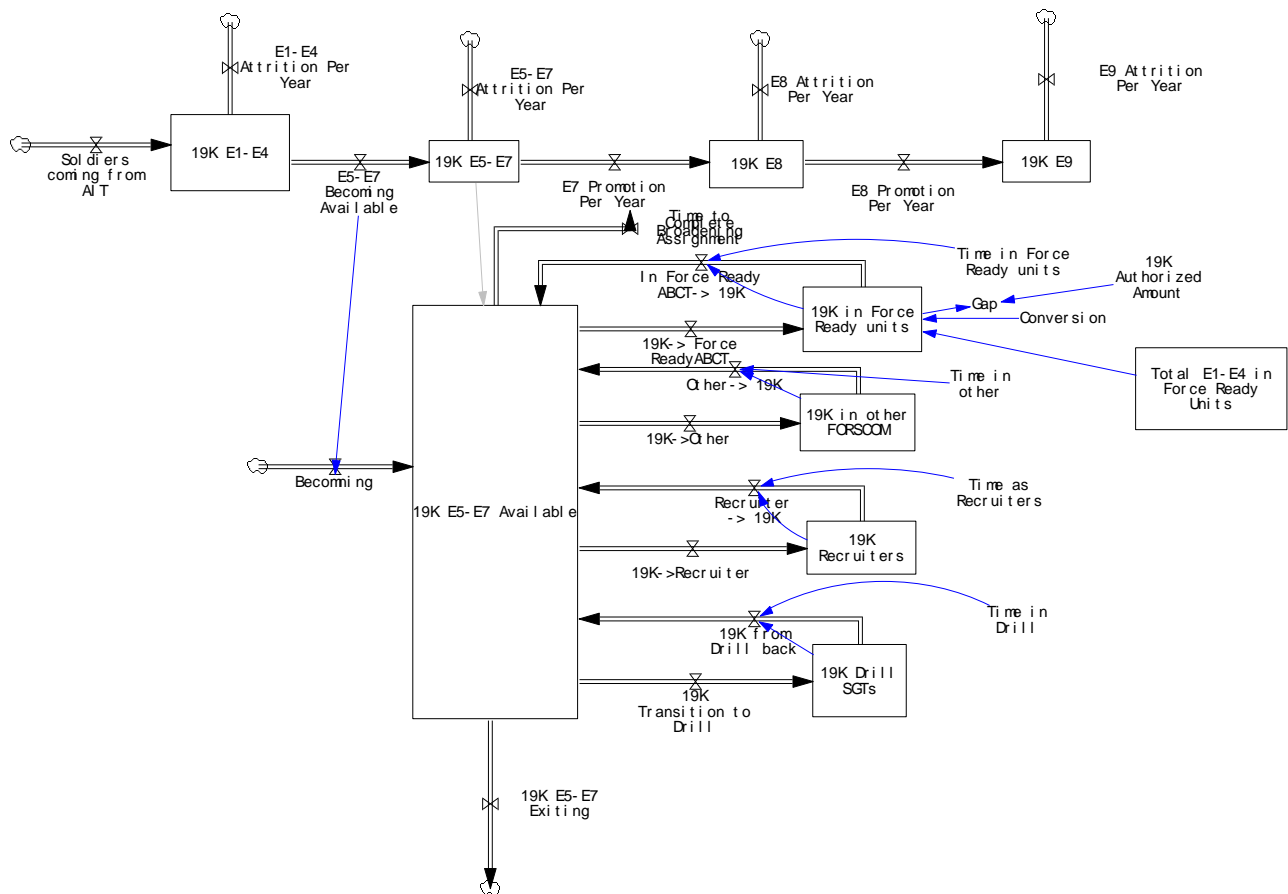 E1-E4
Attrition Per
Year
E5-E7
Attrition Per
Year
E8 Attrition
Per Year
E9 Attrition
Per Year
19K E1-E4
19K E5-E7
19K E8
19K E9
Soldiers
coming from
AIT
E5-E7
Becoming
Available
E7 Promotion
Per Year
E8 Promotion
Per Year
Time to
Complete
Broadening
Assignment
In Force Ready
ABCT-> 19K
Time in Force
Ready units
19K
Authorized
Amount
19K in Force
Ready units
Gap
Conversion
19K-> Force
ReadyABCT
Total E1-E4 in
Force Ready
Units
Other-> 19K
Time in
other
19K in other
FORSCOM
19K->Other
Becomming
19K E5-E7 Available
Recruiter
-> 19K
Time as
Recruiters
19K
Recruiters
19K->Recruiter
19K from
Drill back
Time in
Drill
19K Drill
SGTs
19K
Transition to
Drill
19K E5-E7
Exiting